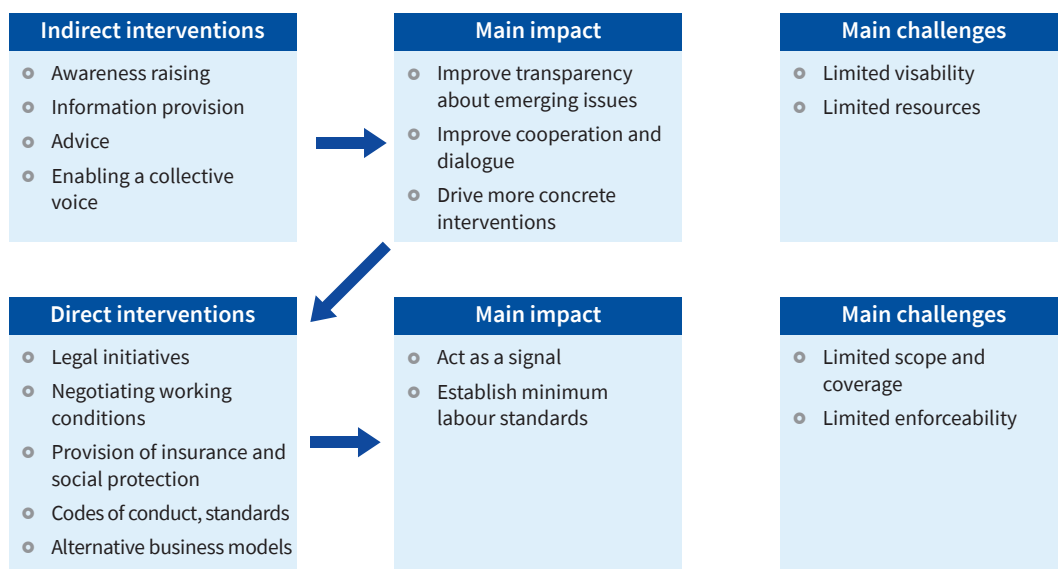 Indirect interventions
Awareness raising
Information provision
Advice
Enabling a collective
voice
Main impact
Improve transparency
about emerging issues
Improve cooperation and
dialogue
Drive more concrete
interventions
Main challenges
Limited visability
Limited resources
Direct interventions
Legal initiatives
Negotiating working
conditions
Provision of insurance and
social protection
Codes of conduct, standards
Alternative business models
Main impact
Act as a signal
Establish minimum
labour standards
Main challenges
Limited scope and
coverage
Limited enforceability